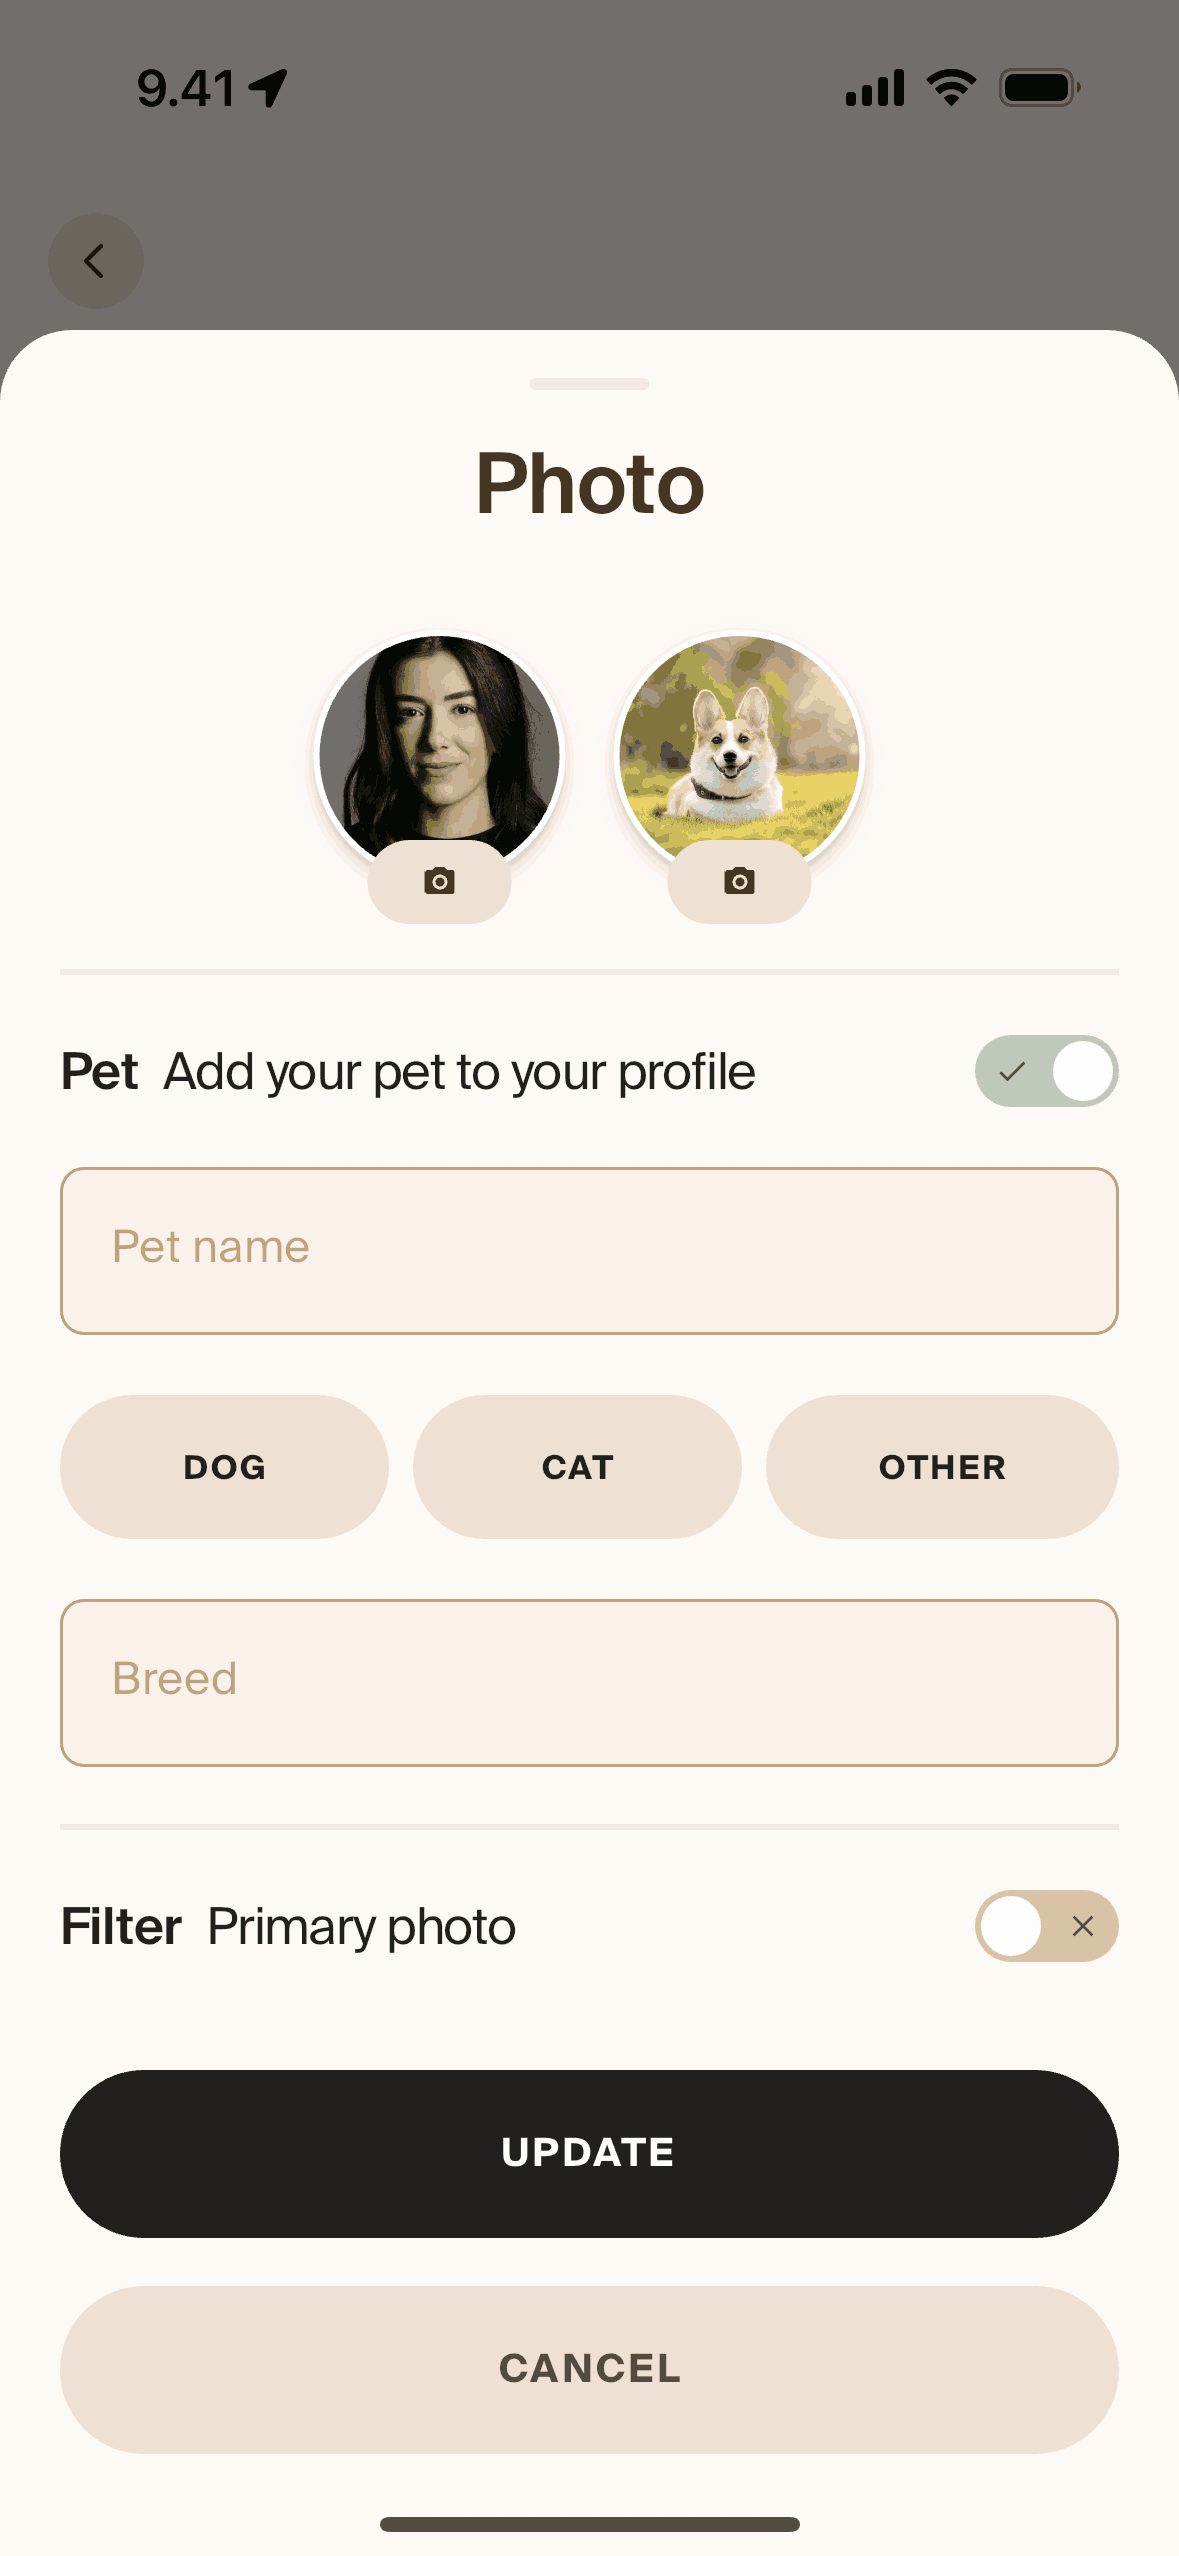 9.41
Photo
Pet Add your pet to your profile
Pet name
DOG CAT OTHER
Breed
Filter Primary photo
UPDATE
CANCEL